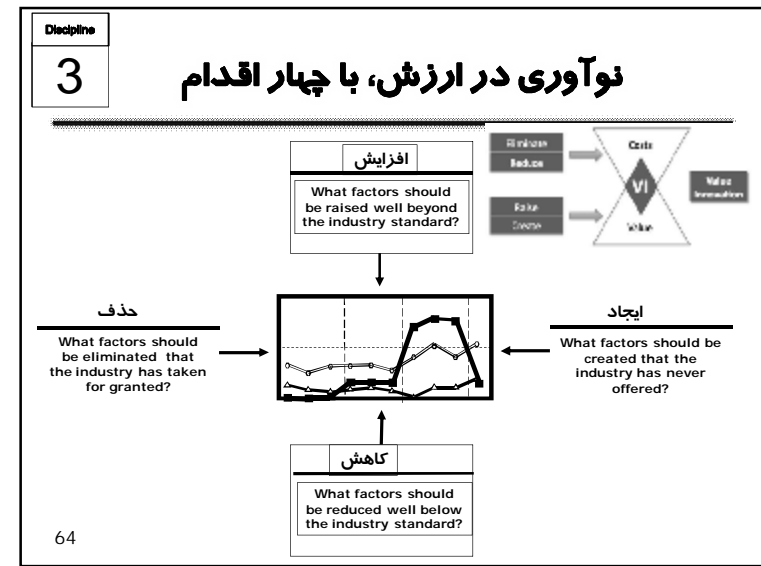 Discipline
3
نوآوری در ارزش، با چهار اقدام
افزایش
What factors should
be raised well beyond
the industry standard?
Eliminate
Reduce
Raise
Create
Costs
VI
Value
Value
Innovation
حذف
What factors should
be eliminated that
the industry has taken
for granted?
ایجاد
What factors should be
created that the
industry has never
offered?
کاهش
What factors should
be reduced well below
the industry standard?
64